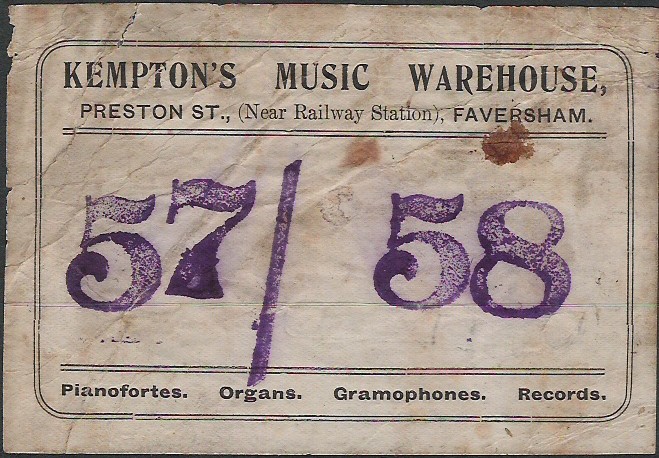 KEMPTON'S MUSIC WAREHOUSE,
PRESTON ST., (Near Railway Station), FAVERSHAM.
57/58
Pianofortes. Organs. Gramophones. Records.